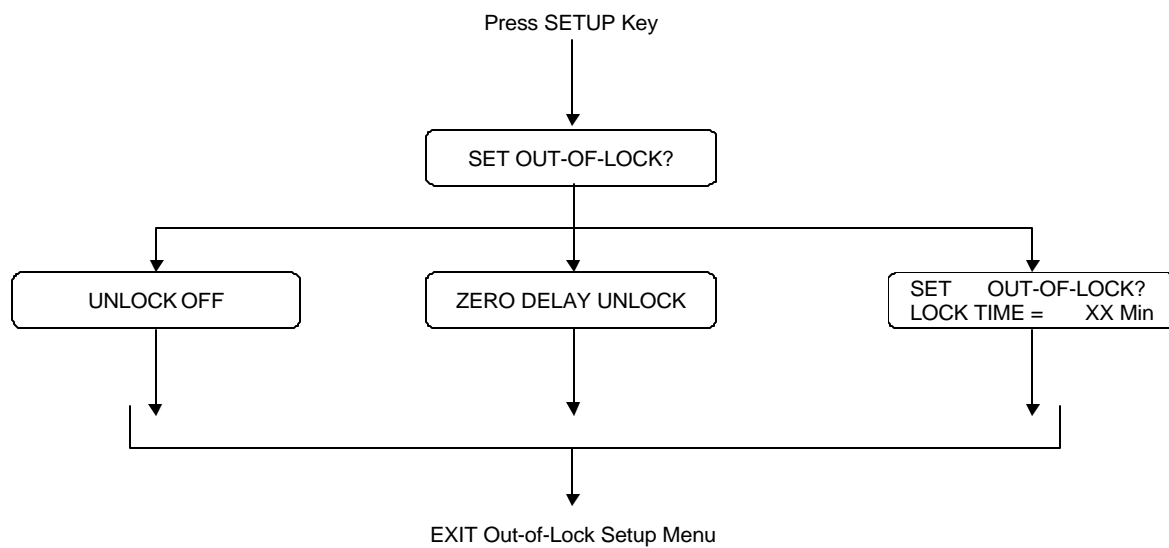 Press SETUP Key
SET OUT-OF-LOCK?
UNLOCK OFF
ZERO DELAY UNLOCK
SET OUT-OF-LOCK?
LOCK TIME = XX Min
EXIT Out-of-Lock Setup Menu